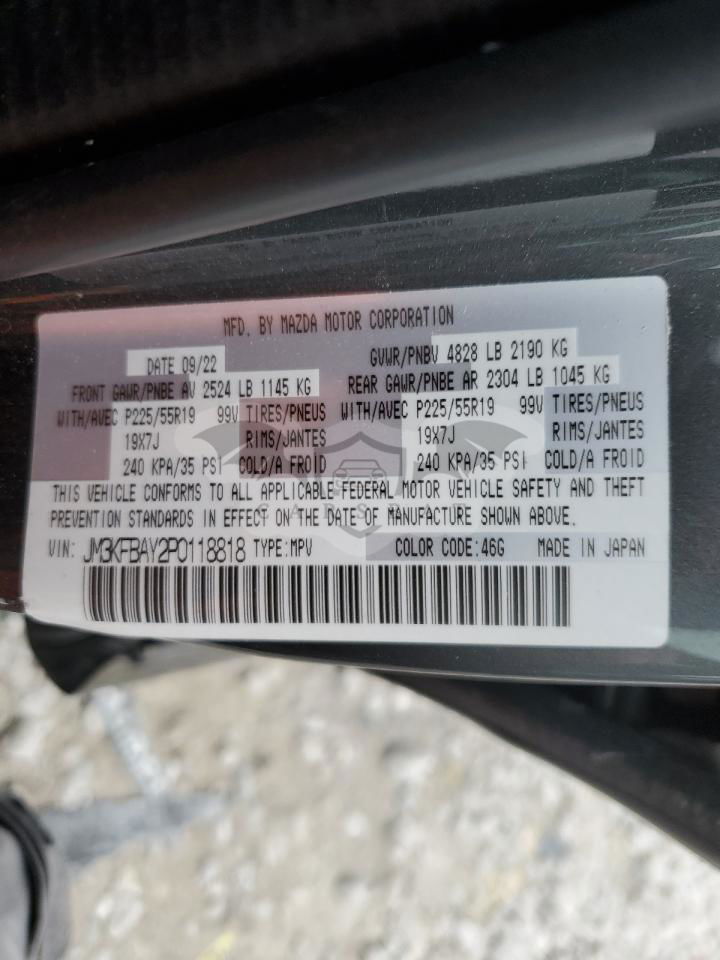 MFD. BY MAZDA MOTOR CORPORATION
DATE 09/22 GVWR/PNBV 4828 LB 2190 KG
FRONT GAWR/PNBE AV 2524 LB 1145 KG REAR GAWR/PNBE AR 2304 LB 1045 KG
WITH/AVEC P225/55R19 99V TIRES/PNEUS WITH/AVEC P225/55R19 99V TIRES/PNEUS
19X7J RIMS/JANTES 19X7J RIMS/JANTES
240 KPA/35 PSI COLD/A FROID 240 KPA/35 PSI COLD/A FROID
THIS VEHICLE CONFORMS TO ALL APPLICABLE FEDERAL MOTOR VEHICLE SAFETY AND THEFT
PREVENTION STANDARDS IN EFFECT ON THE DATE OF MANUFACTURE SHOWN ABOVE.
VIN: JM3KFBAY2P0118818 TYPE:MPV COLOR CODE:46G MADE IN JAPAN